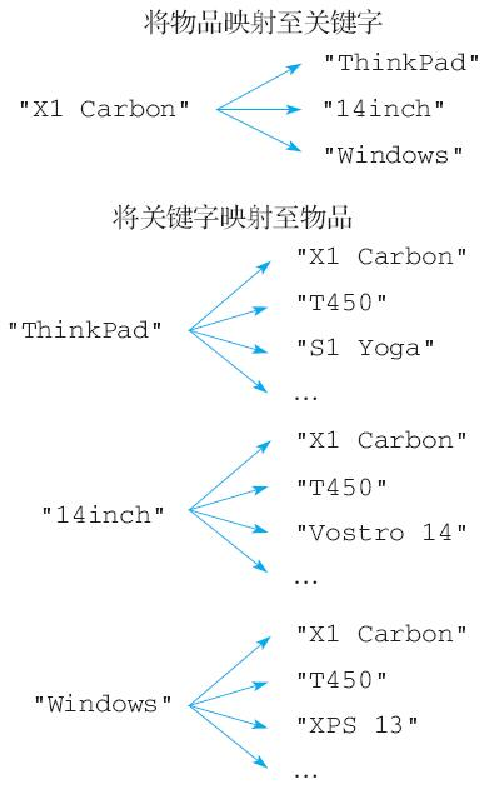 将物品映射至关键字
"ThinkPad"
"X1 Carbon"
"14inch"
"Windows"
将关键字映射至物品
"X1 Carbon"
"T450"
"ThinkPad"
"S1 Yoga"
...
"X1 Carbon"
"T450"
"14inch"
"Vostro 14"
...
"X1 Carbon"
"T450"
"Windows"
"XPS 13"
...